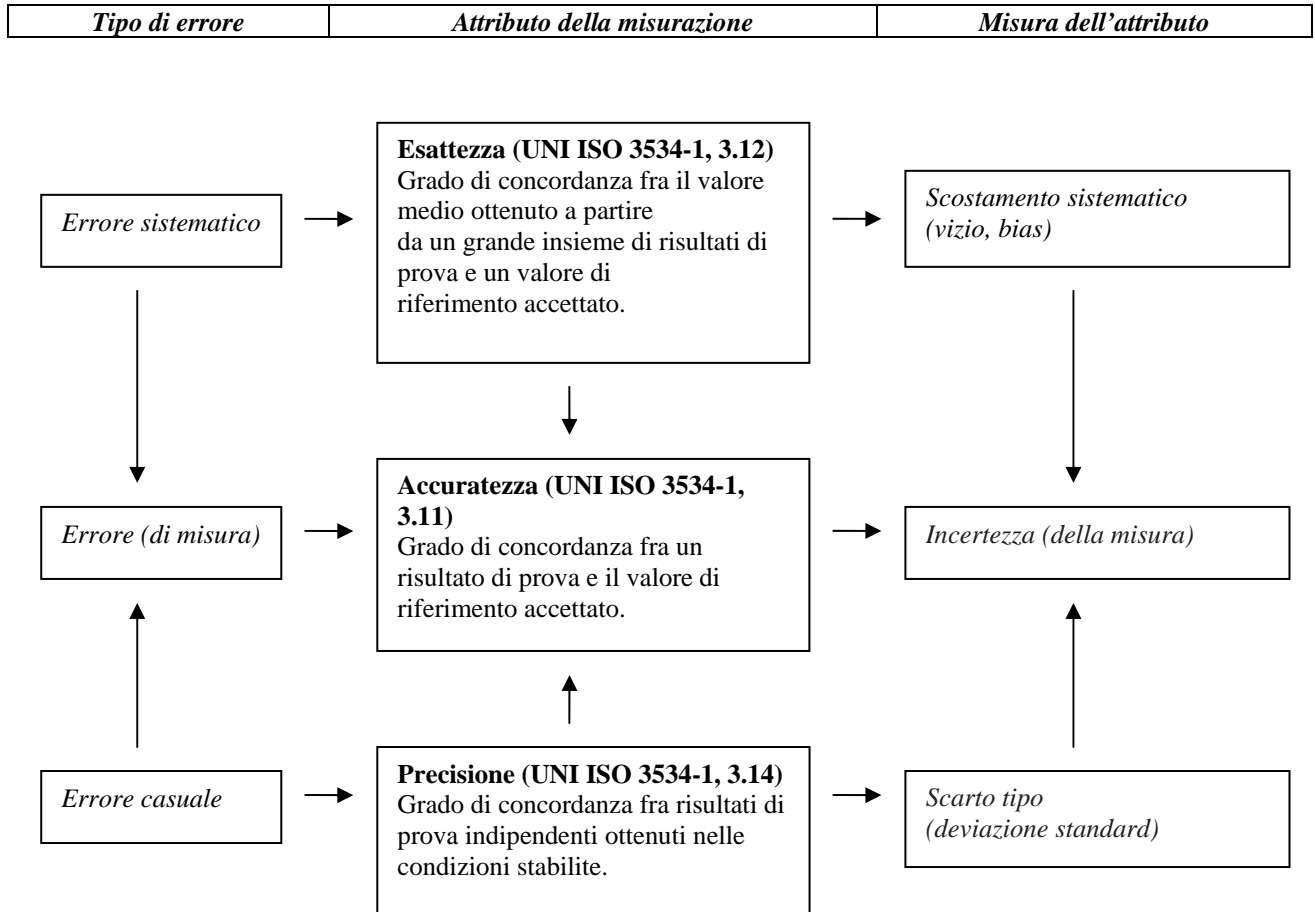 Tipo di errore Attributo della misurazione Misura dell’attributo
Esattezza (UNI ISO 3534-1, 3.12)
Grado di concordanza fra il valore
medio ottenuto a partire
da un grande insieme di risultati di
prova e un valore di
riferimento accettato.
Errore sistematico
Scostamento sistematico
(vizio, bias)
Errore (di misura)
Accuratezza (UNI ISO 3534-1,
3.11)
Grado di concordanza fra un
risultato di prova e il valore di
riferimento accettato.
Incertezza (della misura)
Errore casuale
Precisione (UNI ISO 3534-1, 3.14)
Grado di concordanza fra risultati di
prova indipendenti ottenuti nelle
condizioni stabilite.
Scarto tipo
(deviazione standard)